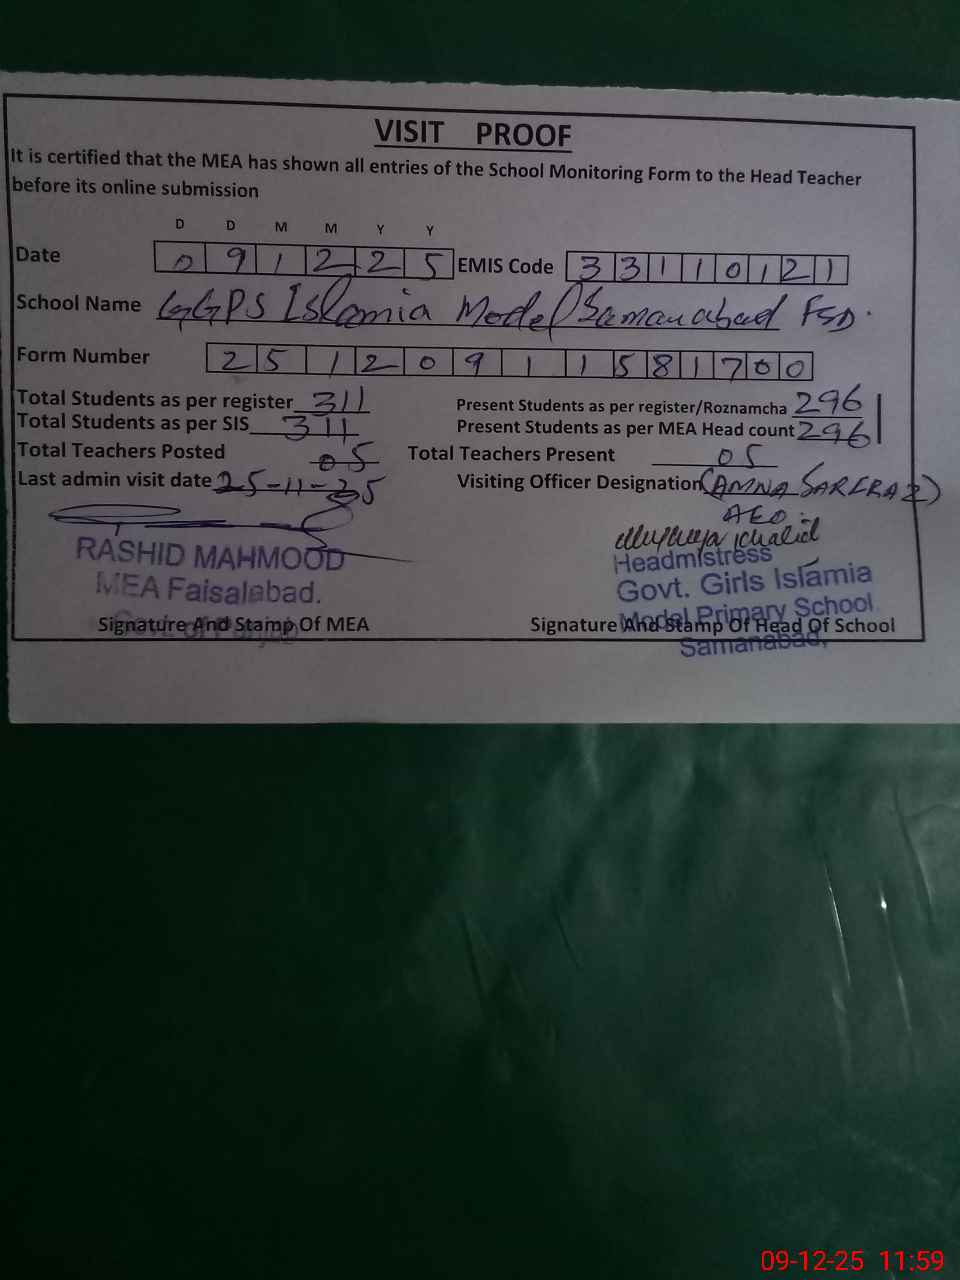 VISIT PROOF
It is certified that the MEA has shown all entries of the School Monitoring Form to the Head Teacher
before its online submission
D D M M Y Y
Date 0 9 1 2 2 5 EMIS Code 3 3 1 1 0 1 2 1
School Name GGPS Islamia Model Samanabad FSD.
Form Number 2 5 1 2 0 9 1 1 5 8 1 7 0 0
Total Students as per register 311 Present Students as per register/Roznamcha 296
Total Students as per SIS 311 Present Students as per MEA Head count 296
Total Teachers Posted 05 Total Teachers Present 05
Last admin visit date 25-11-25 Visiting Officer Designation (AMNA
AEO
RASHID MAHMOOD
MEA Faisalabad.
Headmistress
Govt. Girls Islamia
Model Primary School
Samanabad,
Signature And Stamp Of MEA Signature And Stamp Of Head Of School
09-12-25 11:59